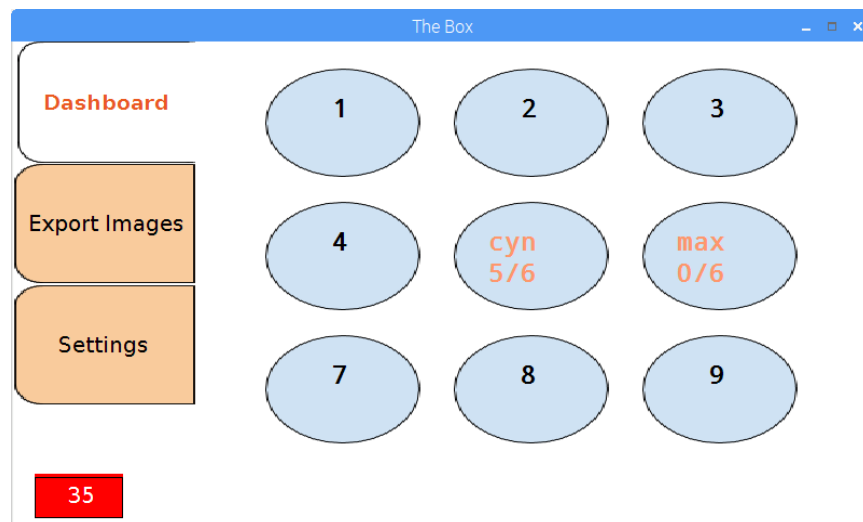 The Box
Dashboard
Export Images
Settings
35
1
2
3
4
cyn
5/6
max
0/6
7
8
9